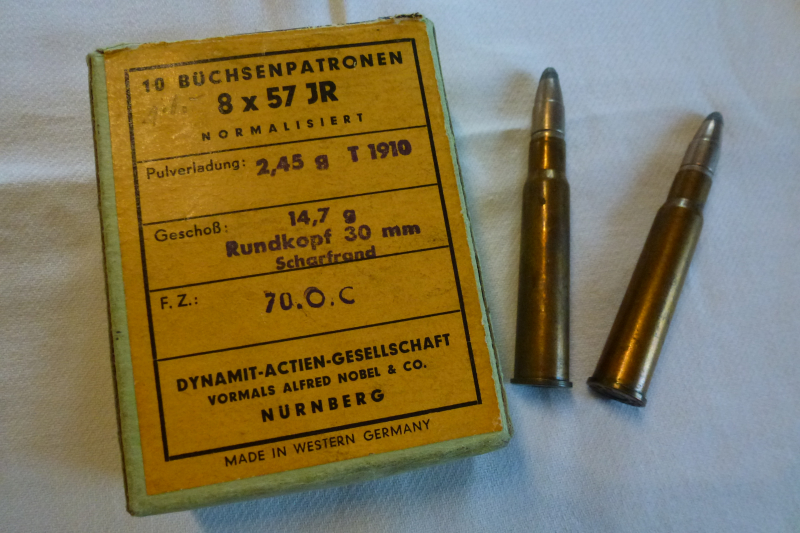 10 BÜCHSENPATRONEN
8 x 57 JR
NORMALISIERT
Pulverladung: 2,45 g T 1910
Geschoß: 14,7 g
Rundkopf 30 mm
Scharfrand
F. Z.: 70.O.C
DYNAMIT-ACTIEN-GESELLSCHAFT
VORMALS ALFRED NOBEL & CO.
NÜRNBERG
MADE IN WESTERN GERMANY